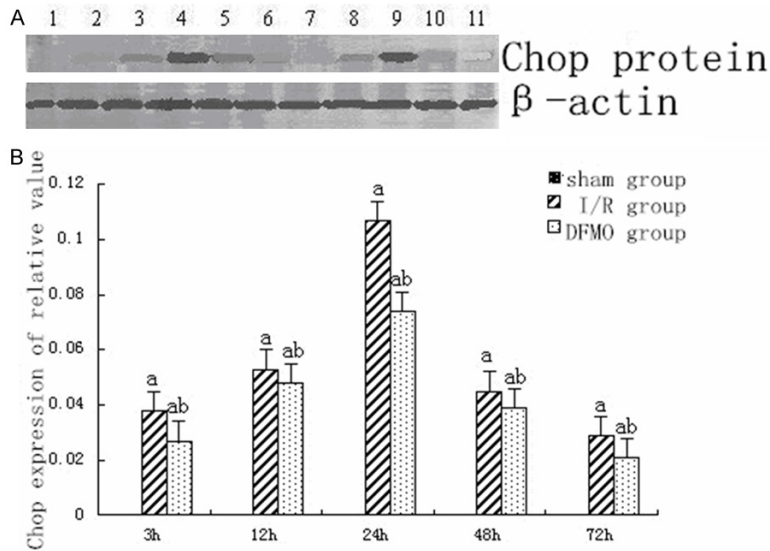 A
1 2 3 4 5 6 7 8 9 10 11
Chop protein
β-actin
B
Chop expression of relative value
0.12
0.1
0.08
0.06
0.04
0.02
0
sham group
I/R group
DFMO group
a
ab
a
ab
a
ab
a
ab
a
ab
3h 12h 24h 48h 72h